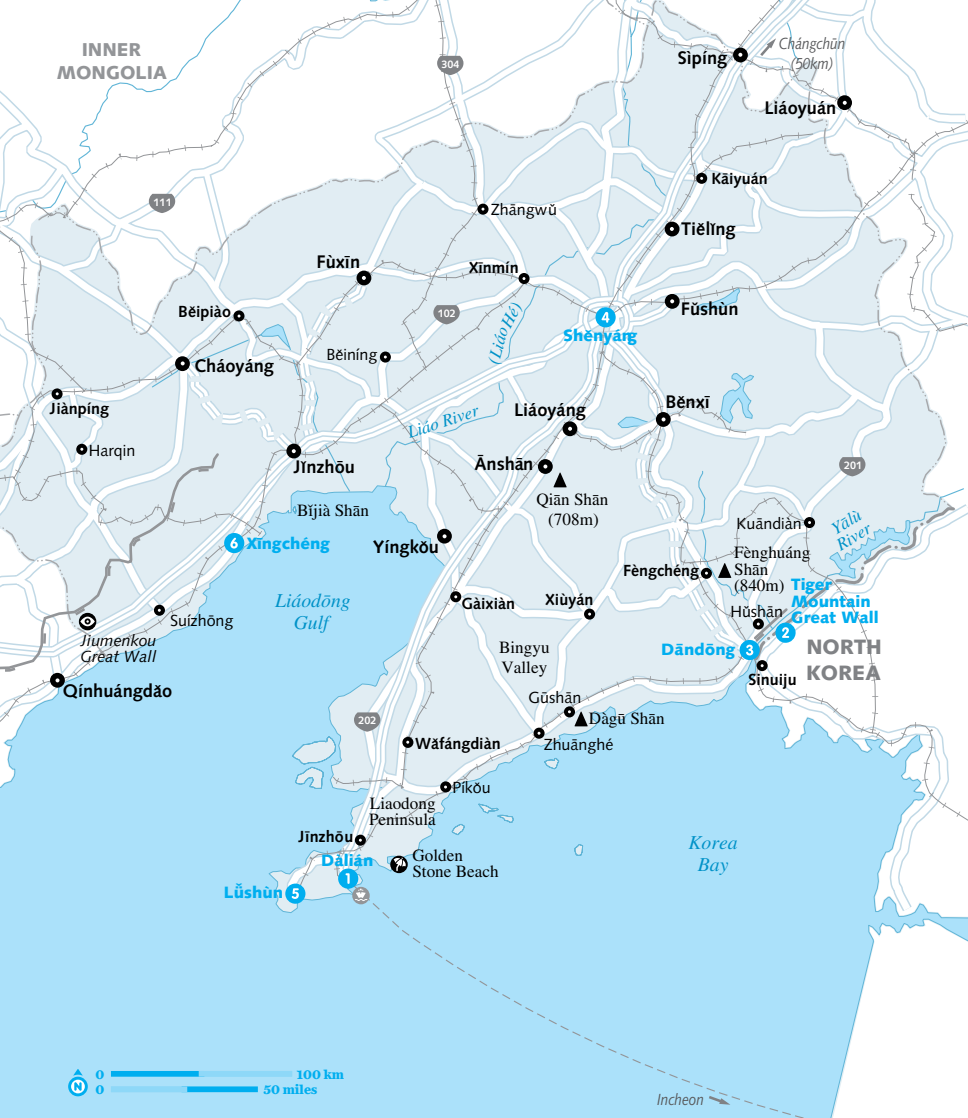 INNER
MONGOLIA
304
Sìpíng
Chángchūn
(50km)
Liáoyuán
111
Kāiyuán
Zhāngwǔ
Tiělǐng
Fùxīn
Xīnmín
Běipiào
102
(Liáo Hé)
4
Shěnyáng
Fǔshùn
Běiníng
Cháoyáng
Jiànpíng
Harqin
Liáo River
Liáoyáng
Běnxī
Jǐnzhōu
Ānshān
201
Qiān Shān
(708m)
Bǐjià Shān
Kuāndiàn
Yālù
River
6
Xīngchéng
Yíngkǒu
Fènghuáng
Shān
(840m)
Fèngchéng
Tiger
Mountain
Great Wall
2
Liáodōng
Gulf
Gàixiàn
Xiùyán
Hǔshān
Suízhōng
Jiumenkou
Great Wall
Bingyu
Valley
Dāndōng
3
NORTH
KOREA
Sinuiju
Qínhuángdǎo
Gūshān
Dàgū Shān
202
Wǎfángdiàn
Zhuānghé
Píkǒu
Liaodong
Peninsula
Jīnzhōu
Korea
Bay
Dàlián
1
Golden
Stone Beach
Lǚshùn
5
N
0
100 km
0
50 miles
Incheon